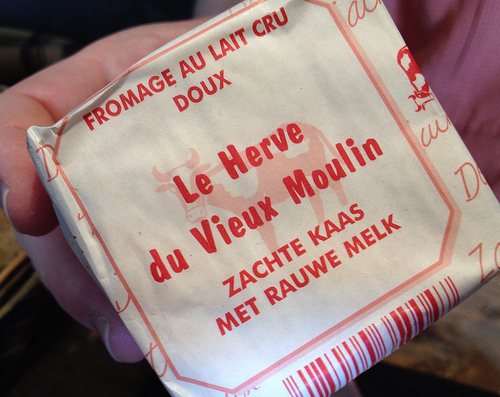 FROMAGE AU LAIT CRU
DOUX
Le Herve
du Vieux Moulin
ZACHTE KAAS
MET RAUWE MELK